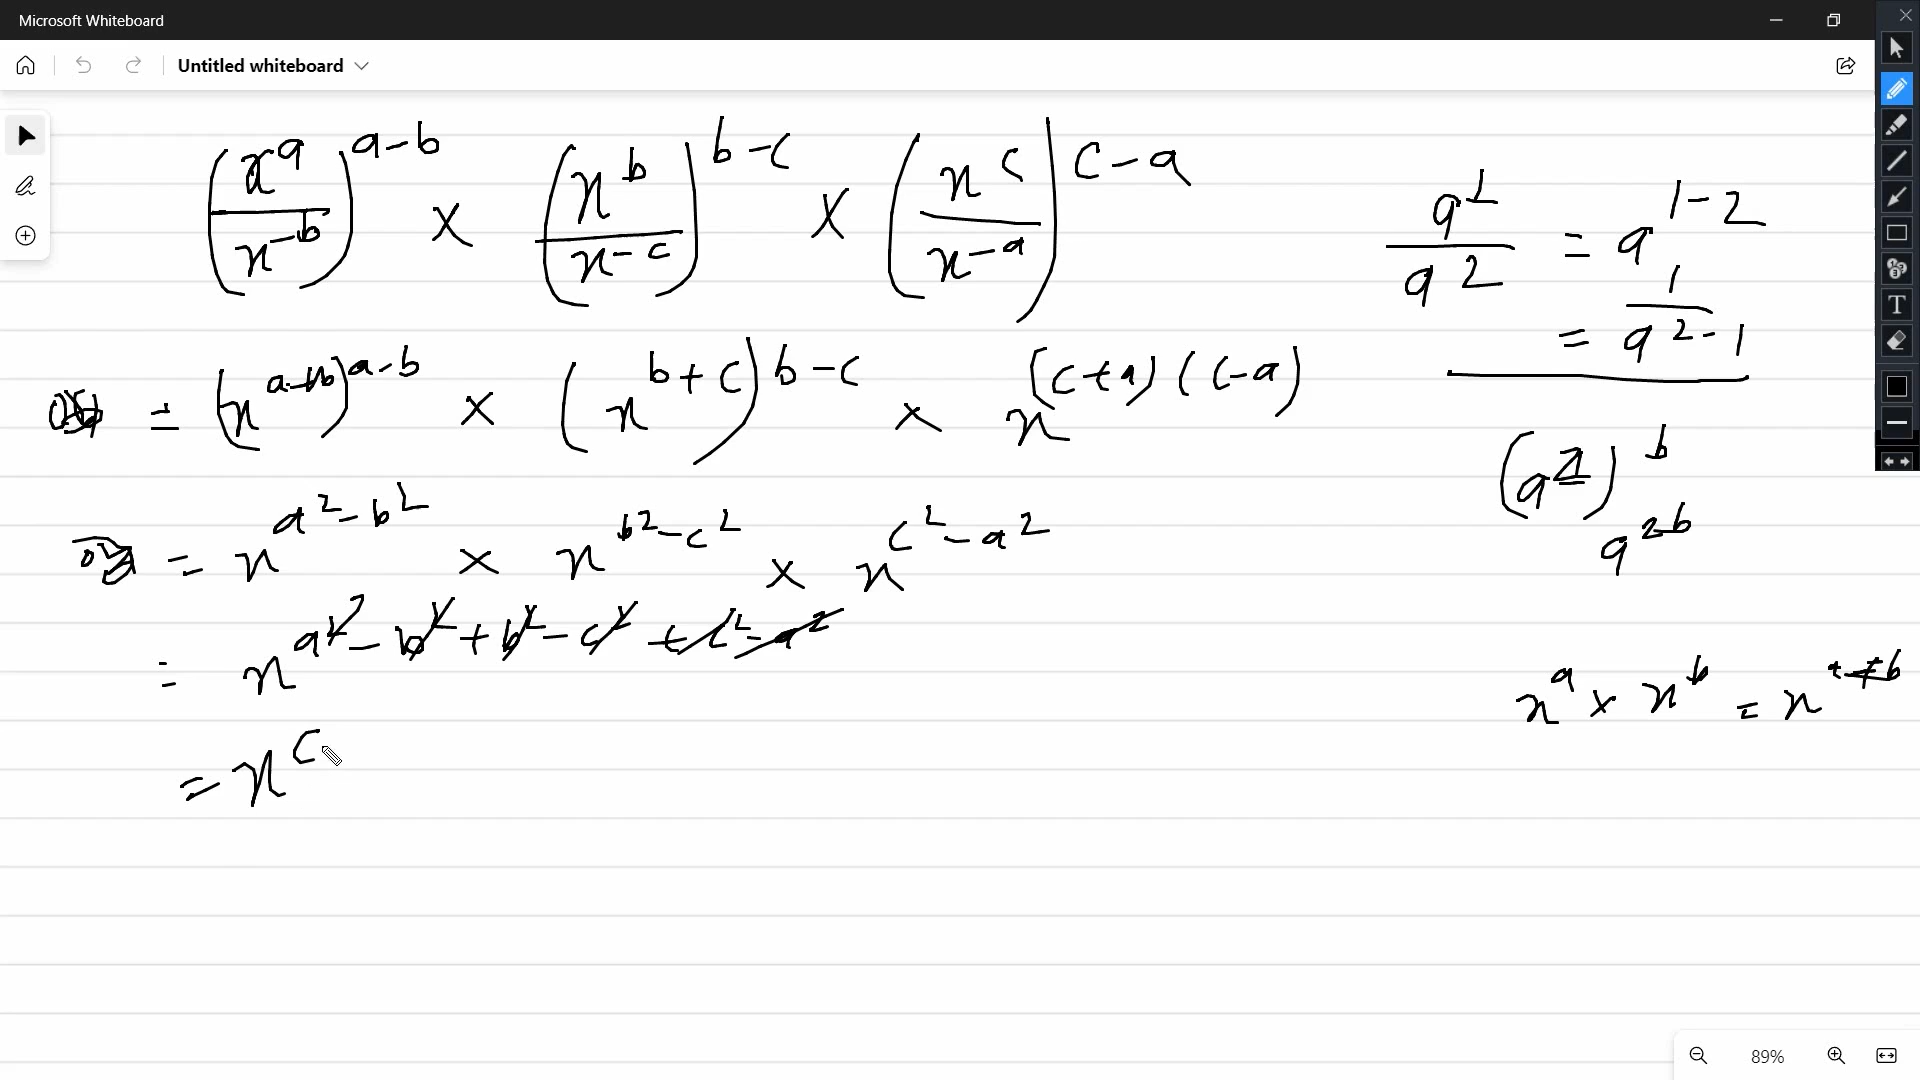 Microsoft Whiteboard
Untitled whiteboard
(x^a / x^-b)^a-b × (x^b / x^-c)^b-c × (x^c / x^-a)^c-a
= (x^a+b)^a-b × (x^b+c)^b-c × x^(c+a)(c-a)
= x^a²-b² × x^b²-c² × x^c²-a²
= x^a²-b²+b²-c²+c²-a²
= x^c
a^1 / a^2 = a^1-2
= 1 / a^2-1
(a^2)^b
a^2b
x^a × x^b = x^a+b
89%